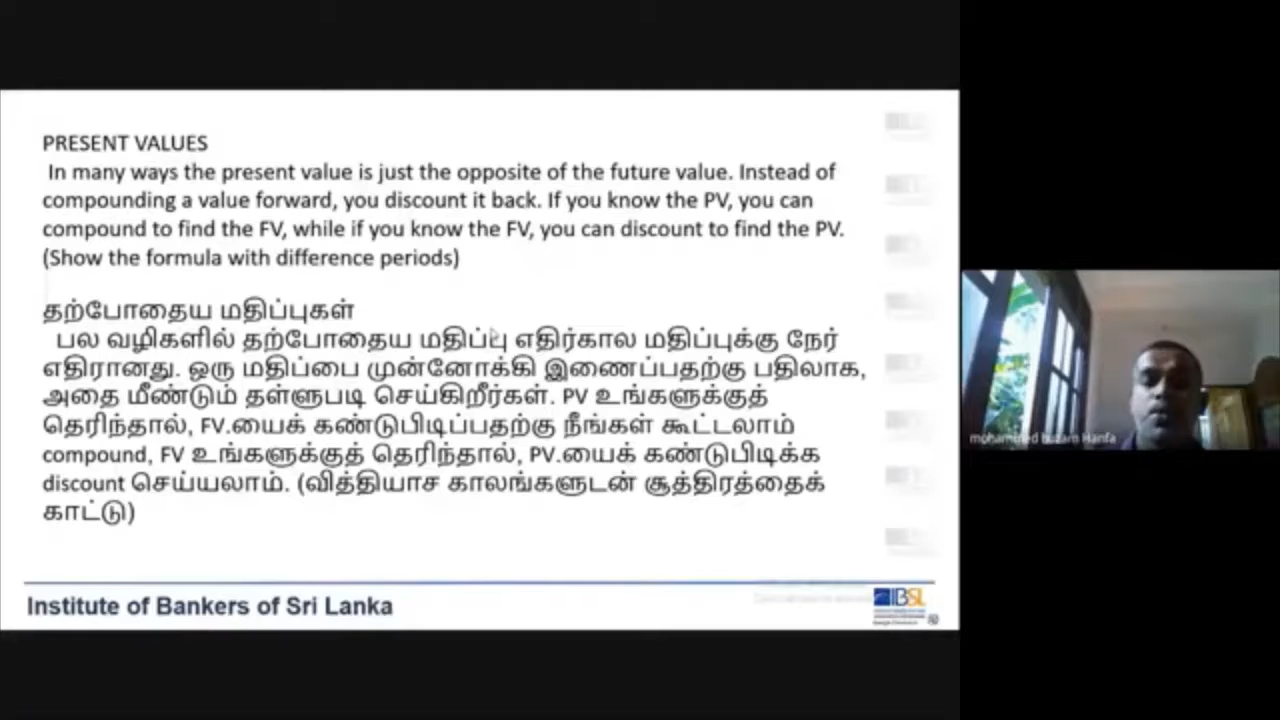 PRESENT VALUES
In many ways the present value is just the opposite of the future value. Instead of
compounding a value forward, you discount it back. If you know the PV, you can
compound to find the FV, while if you know the FV, you can discount to find the PV.
(Show the formula with difference periods)
தற்போதைய மதிப்புகள்
பல வழிகளில் தற்போதைய மதிப்பு எதிர்கால மதிப்புக்கு நேர்
எதிரானது. ஒரு மதிப்பை முன்னோக்கி இணைப்பதற்கு பதிலாக,
அதை மீண்டும் தள்ளுபடி செய்கிறீர்கள். PV உங்களுக்குத்
தெரிந்தால், FV.யைக் கண்டுபிடிப்பதற்கு நீங்கள் கூட்டலாம்
compound, FV உங்களுக்குத் தெரிந்தால், PV.யைக் கண்டுபிடிக்க
discount செய்யலாம். (வித்தியாச காலங்களுடன் சூத்திரத்தைக்
காட்டு)
Institute of Bankers of Sri Lanka
IBSL
mohammed Hanfa